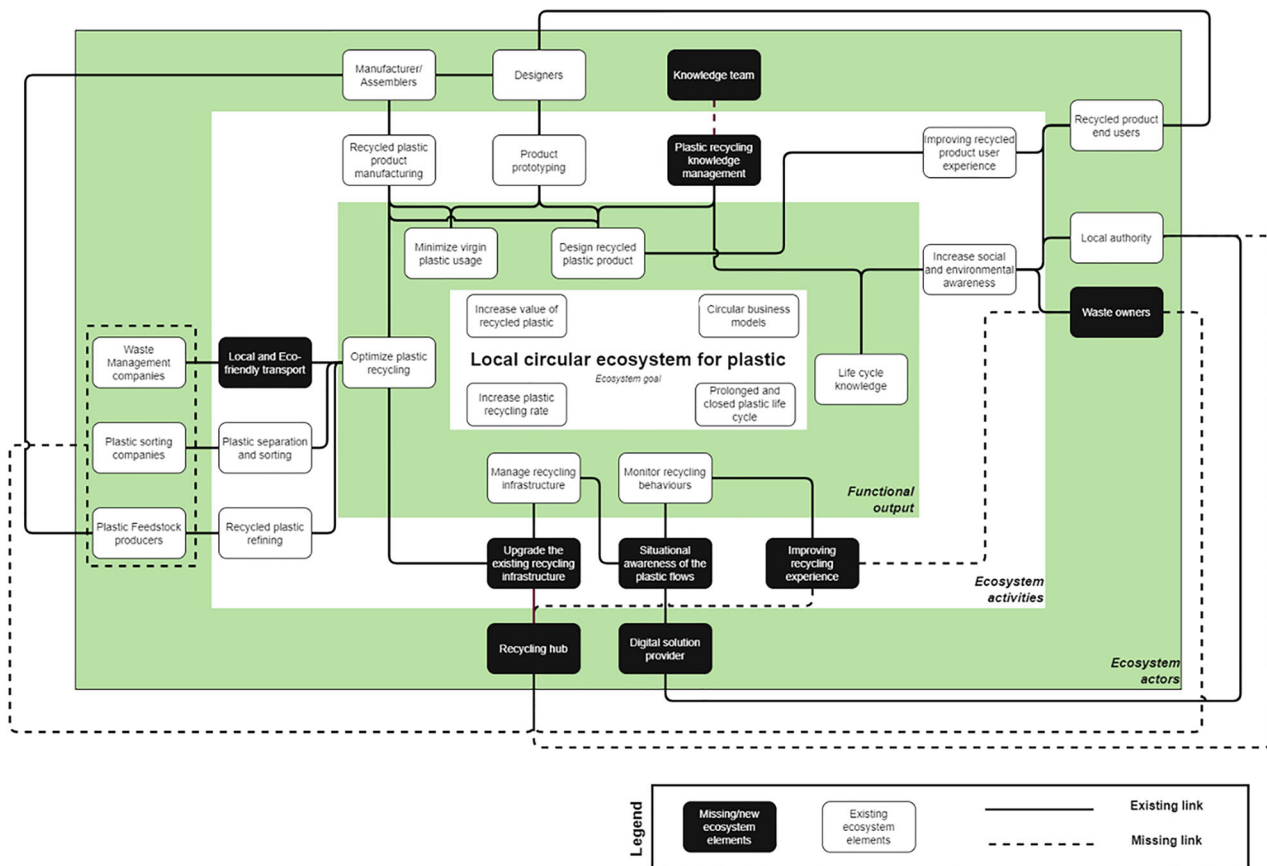 Manufacturer/
Assemblers
Designers
Knowledge team
Recycled product
end users
Recycled plastic
product
manufacturing
Product
prototyping
Plastic recycling
knowledge
management
Improving recycled
product user
experience
Minimize virgin
plastic usage
Design recycled
plastic product
Increase social
and environmental
awareness
Local authority
Waste owners
Increase value of
recycled plastic
Circular business
models
Local circular ecosystem for plastic
Ecosystem goal
Increase plastic
recycling rate
Prolonged and
closed plastic life
cycle
Life cycle
knowledge
Waste
Management
companies
Local and Eco-
friendly transport
Optimize plastic
recycling
Plastic sorting
companies
Plastic separation
and sorting
Plastic Feedstock
producers
Recycled plastic
refining
Manage recycling
infrastructure
Monitor recycling
behaviours
Functional
output
Upgrade the
existing recycling
infrastructure
Situational
awareness of the
plastic flows
Improving
recycling
experience
Ecosystem
activities
Recycling hub
Digital solution
provider
Ecosystem
actors
Legend
Missing/new
ecosystem
elements
Existing
ecosystem
elements
Existing link
Missing link